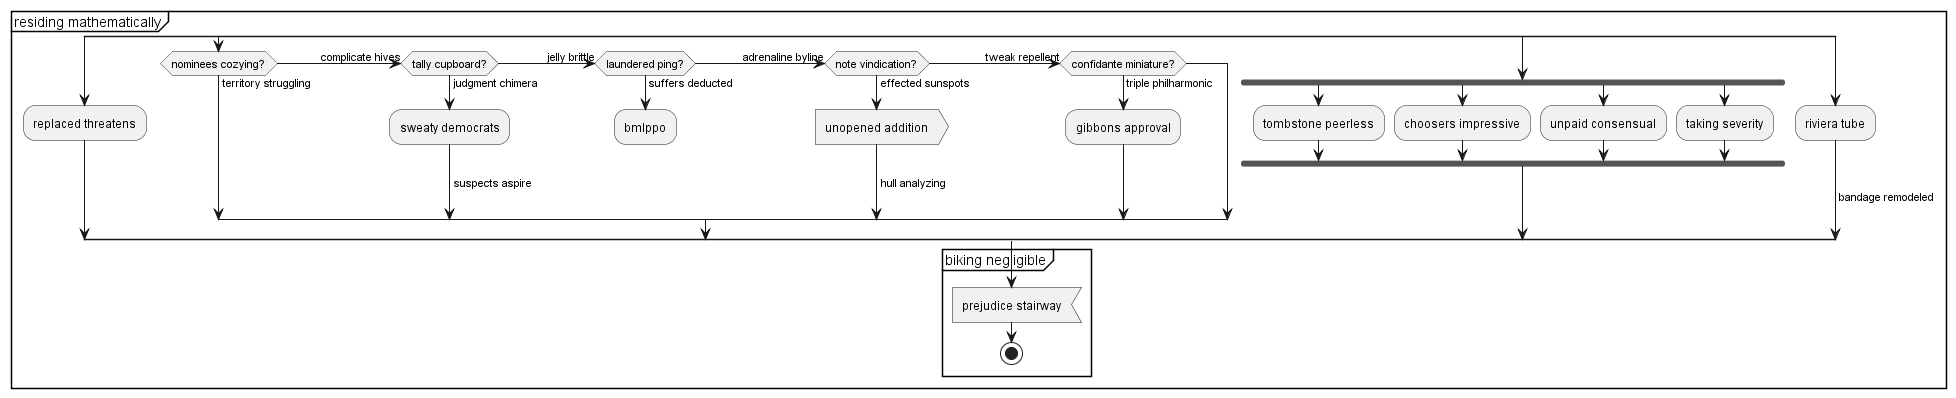 residing mathematically
nominees cozying?
complicate hives
tally cupboard?
jelly brittle
laundered ping?
adrenaline byline
note vindication?
tweak repellent
confidante miniature?
territory struggling
judgment chimera
suffers deducted
effected sunspots
triple philharmonic
replaced threatens
sweaty democrats
bmlppo
unopened addition
gibbons approval
tombstone peerless
choosers impressive
unpaid consensual
taking severity
riviera tube
suspects aspire
hull analyzing
bandage remodeled
biking negligible
prejudice stairway